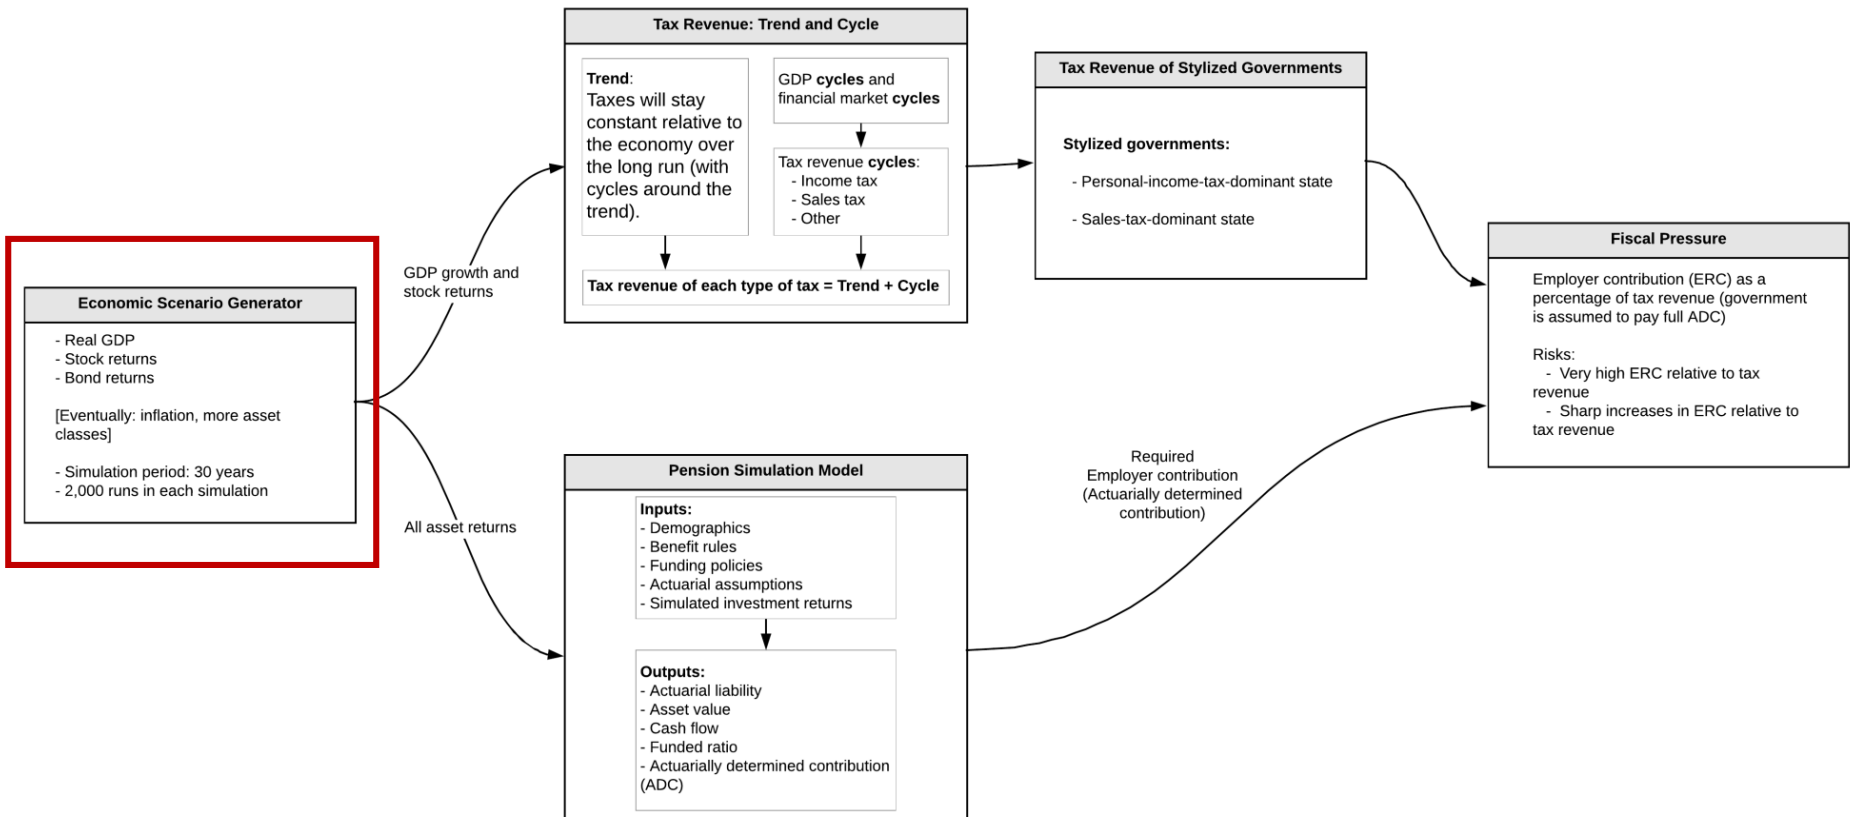 Economic Scenario Generator
- Real GDP
- Stock returns
- Bond returns
[Eventually: inflation, more asset
classes]
- Simulation period: 30 years
- 2,000 runs in each simulation
GDP growth and
stock returns
All asset returns
Tax Revenue: Trend and Cycle
Trend:
Taxes will stay
constant relative to
the economy over
the long run (with
cycles around the
trend).
GDP cycles and
financial market cycles
Tax revenue cycles:
- Income tax
- Sales tax
- Other
Tax revenue of each type of tax = Trend + Cycle
Pension Simulation Model
Inputs:
- Demographics
- Benefit rules
- Funding policies
- Actuarial assumptions
- Simulated investment returns
Outputs:
- Actuarial liability
- Asset value
- Cash flow
- Funded ratio
- Actuarially determined contribution
(ADC)
Tax Revenue of Stylized Governments
Stylized governments:
- Personal-income-tax-dominant state
- Sales-tax-dominant state
Required
Employer contribution
(Actuarially determined
contribution)
Fiscal Pressure
Employer contribution (ERC) as a
percentage of tax revenue (government
is assumed to pay full ADC)
Risks:
- Very high ERC relative to tax
revenue
- Sharp increases in ERC relative to
tax revenue